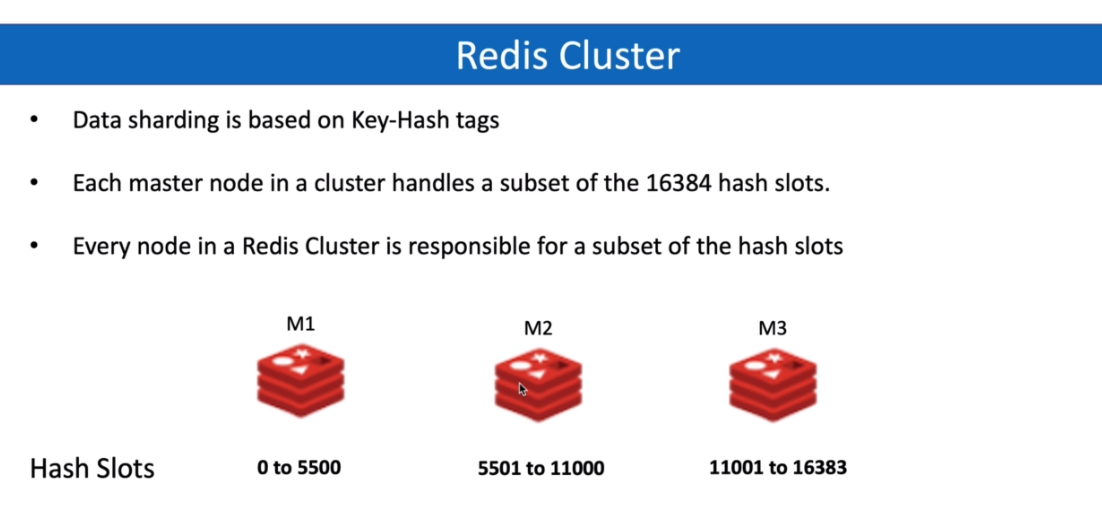 Redis Cluster
• Data sharding is based on Key-Hash tags
• Each master node in a cluster handles a subset of the 16384 hash slots.
• Every node in a Redis Cluster is responsible for a subset of the hash slots
M1 M2 M3
Hash Slots 0 to 5500 5501 to 11000 11001 to 16383